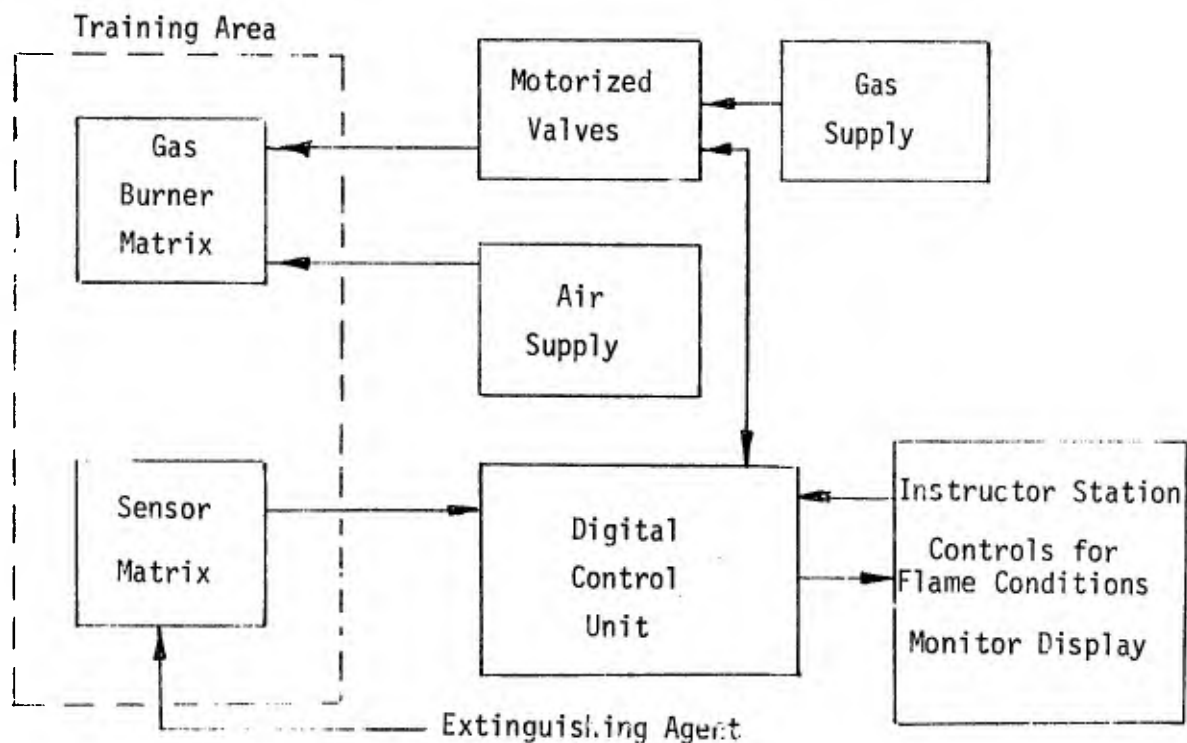 Training Area
Motorized
Valves
Gas
Supply
Gas
Burner
Matrix
Air
Supply
Sensor
Matrix
Digital
Control
Unit
Instructor Station
Controls for
Flame Conditions
Monitor Display
Extinguishing Agent